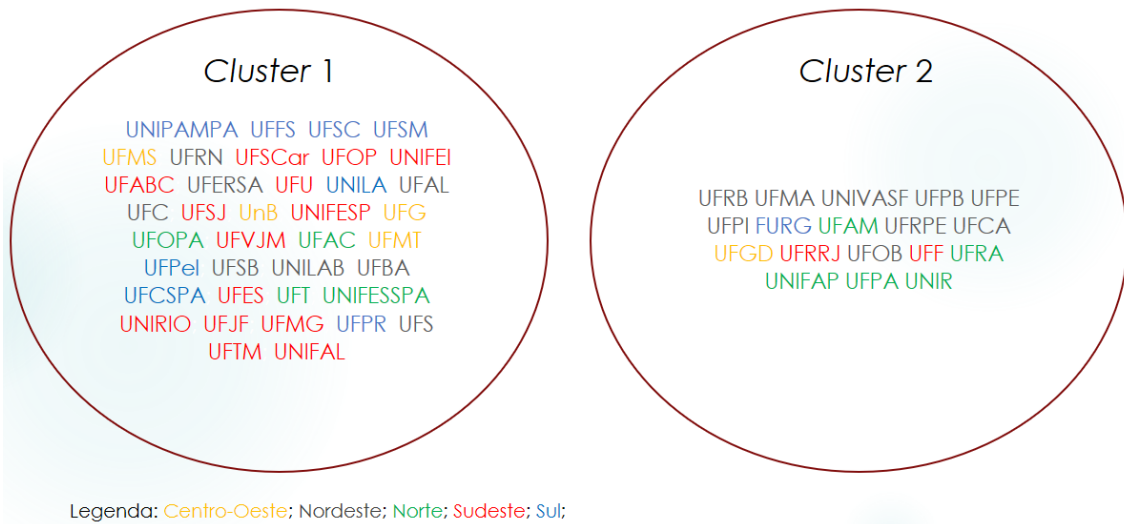 Cluster 1
UNIPAMPA UFFS UFSC UFSM
UFMS UFRN UFSCar UFOP UNIFEI
UFABC UFERSA UFU UNILA UFAL
UFC UFSJ UnB UNIFESP UFG
UFOPA UFVJM UFAC UFMT
UFPel UFSB UNILAB UFBA
UFCSPA UFES UFT UNIFESSPA
UNIRIO UFJF UFMG UFPR UFS
UFTM UNIFAL
Cluster 2
UFRB UFMA UNIVASF UFPB UFPE
UFPI FURG UFAM UFRPE UFCA
UFGD UFRRJ UFOB UFF UFRA
UNIFAP UFPA UNIR
Legenda: Centro-Oeste; Nordeste; Norte; Sudeste; Sul;